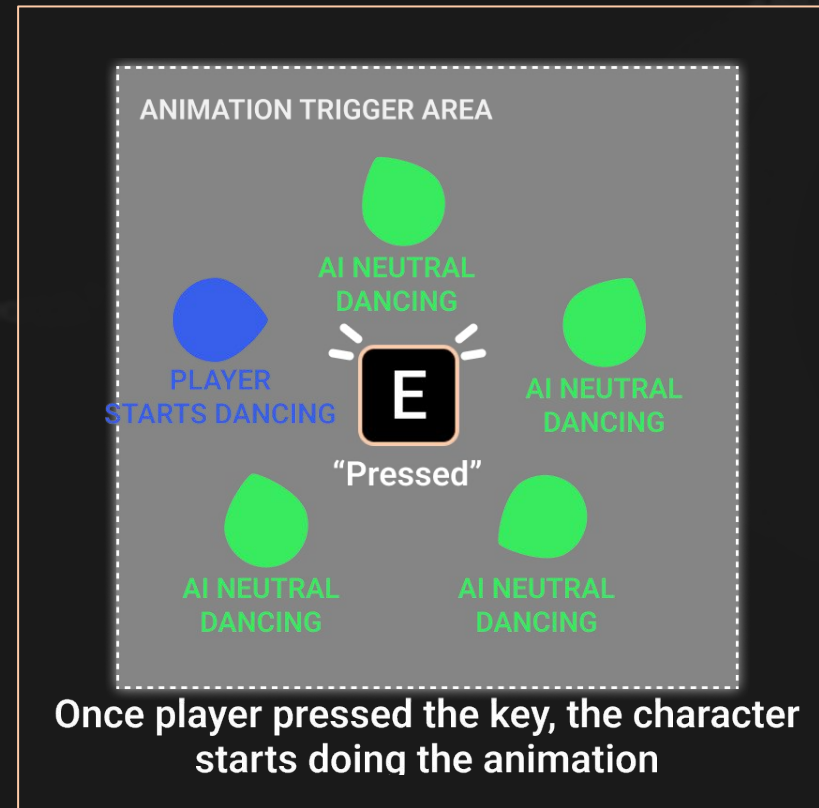 ANIMATION TRIGGER AREA
AI NEUTRAL
DANCING
PLAYER
STARTS DANCING
E
“Pressed”
AI NEUTRAL
DANCING
AI NEUTRAL
DANCING
AI NEUTRAL
DANCING
Once player pressed the key, the character
starts doing the animation